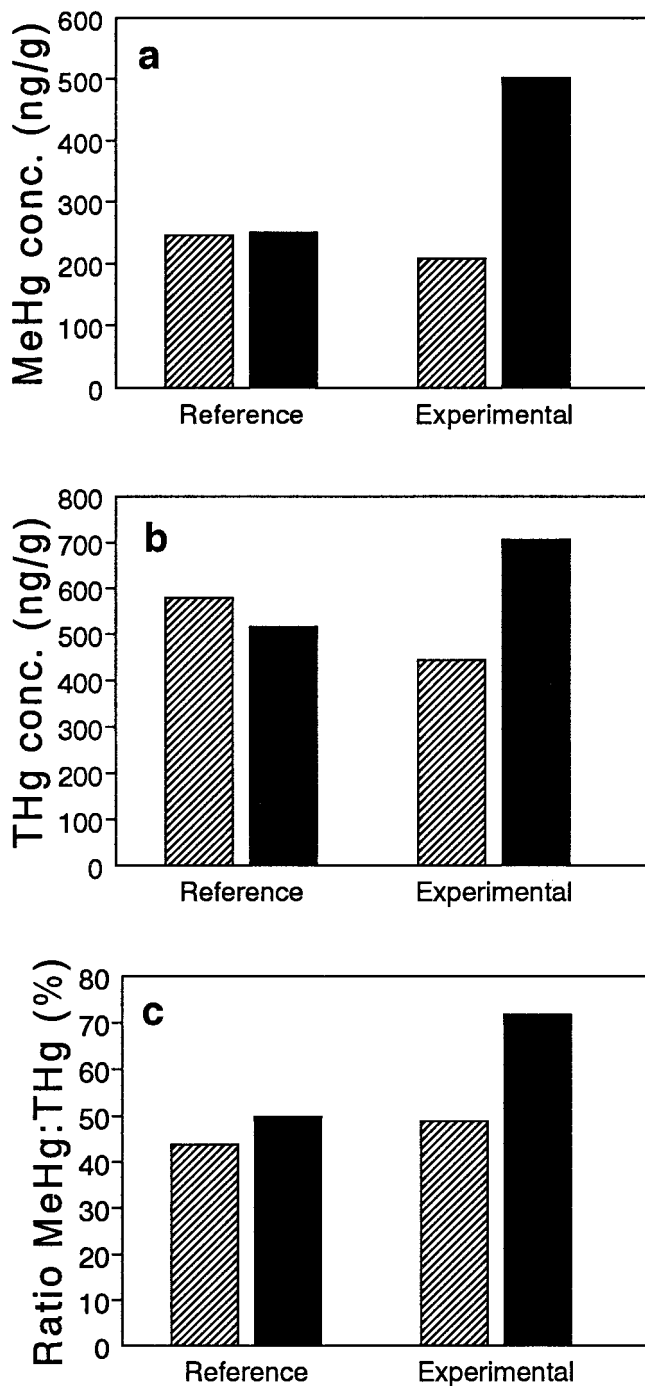 a
MeHg conc. (ng/g)
600
500
400
300
200
100
0
Reference Experimental
b
THg conc. (ng/g)
800
700
600
500
400
300
200
100
0
Reference Experimental
c
Ratio MeHg:THg (%)
80
70
60
50
40
30
20
10
0
Reference Experimental